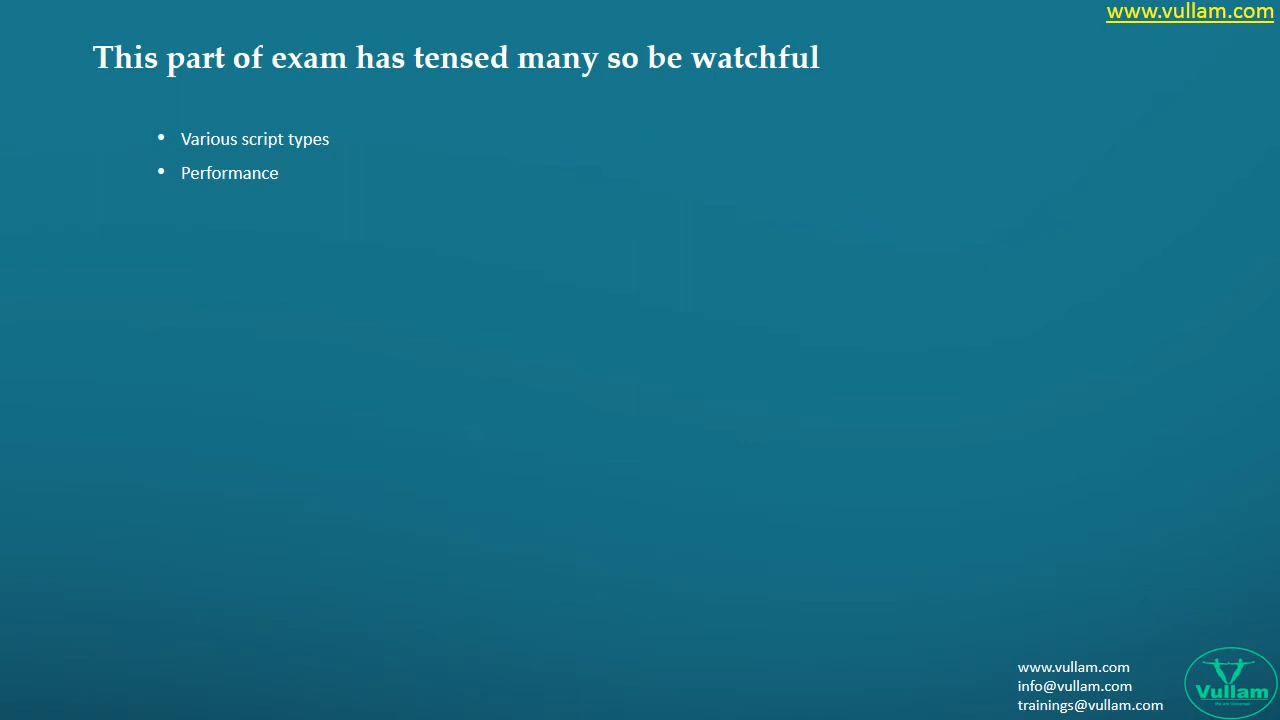 www.vullam.com
This part of exam has tensed many so be watchful
• Various script types
• Performance
www.vullam.com
info@vullam.com
trainings@vullam.com
Vullam